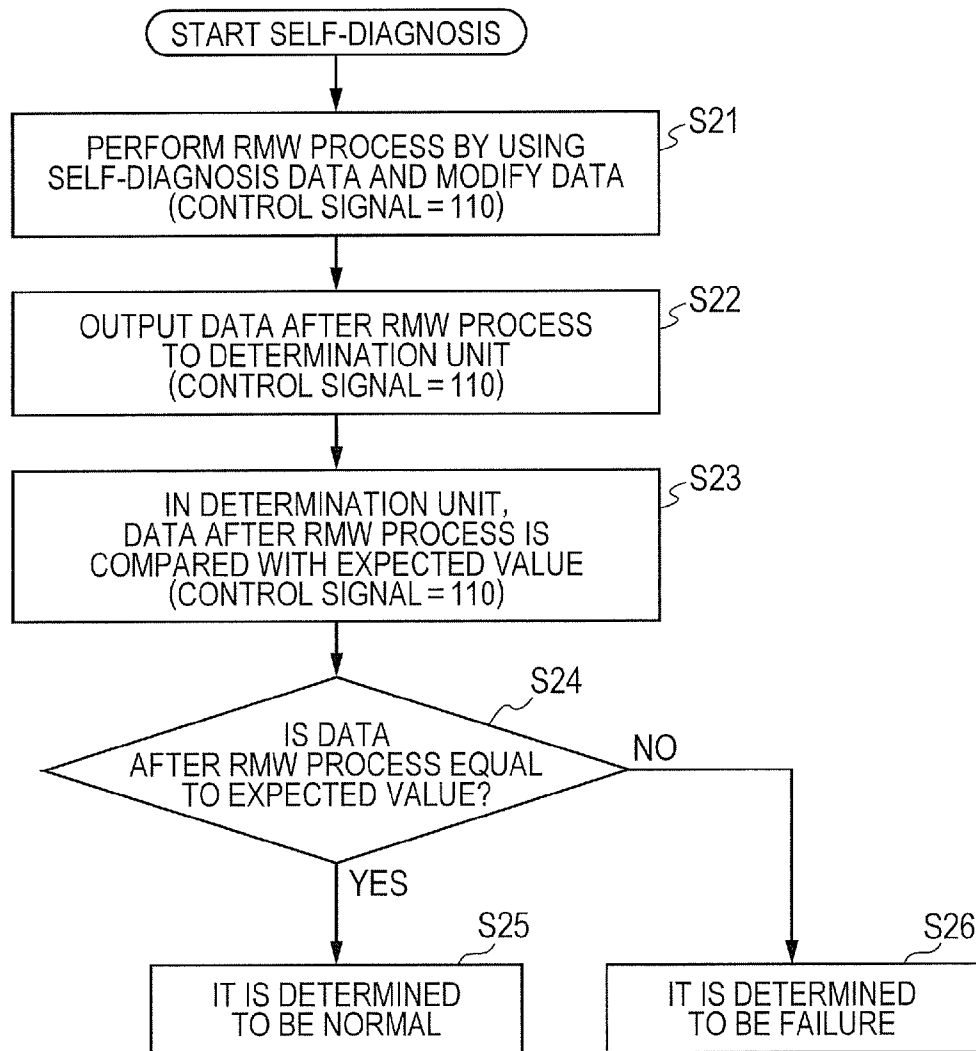 START SELF-DIAGNOSIS
S21
PERFORM RMW PROCESS BY USING
SELF-DIAGNOSIS DATA AND MODIFY DATA
(CONTROL SIGNAL = 110)
S22
OUTPUT DATA AFTER RMW PROCESS
TO DETERMINATION UNIT
(CONTROL SIGNAL = 110)
S23
IN DETERMINATION UNIT,
DATA AFTER RMW PROCESS IS
COMPARED WITH EXPECTED VALUE
(CONTROL SIGNAL = 110)
S24
IS DATA
AFTER RMW PROCESS EQUAL
TO EXPECTED VALUE?
NO
YES
S25
IT IS DETERMINED
TO BE NORMAL
S26
IT IS DETERMINED
TO BE FAILURE